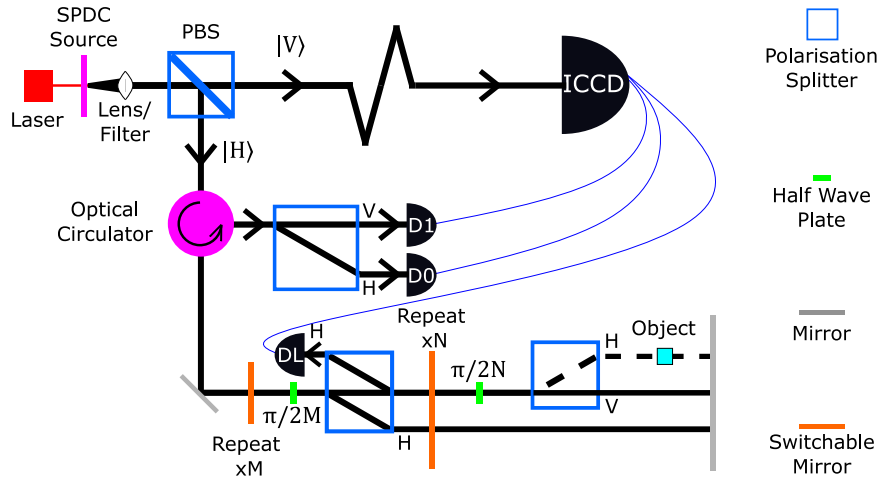 SPDC
Source
PBS
|V⟩
ICCD
Polarisation
Splitter
Laser
Lens/
Filter
|H⟩
Optical
Circulator
V
D1
H
D0
Half Wave
Plate
Repeat
xN
Object
Mirror
DL
H
π/2N
H
V
π/2M
H
Repeat
xM
Switchable
Mirror